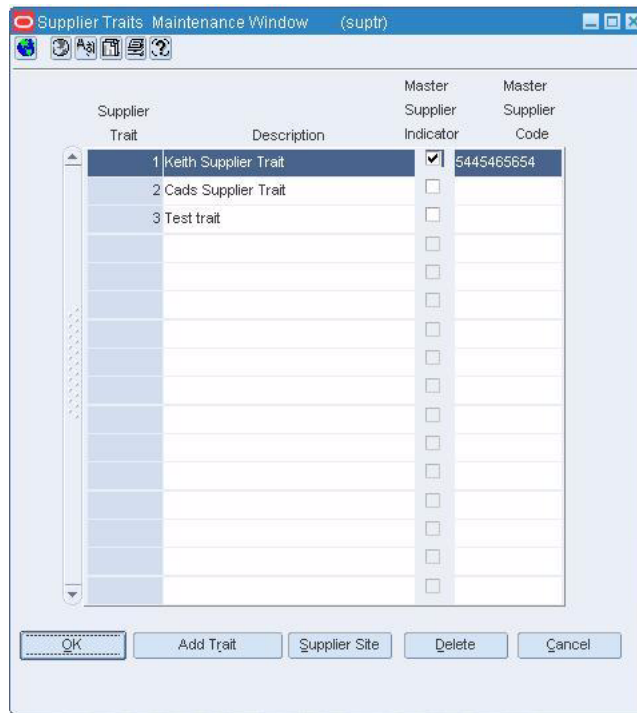 Supplier Traits Maintenance Window (suptr)
Supplier Trait
Description
Master Supplier Indicator
Master Supplier Code
1 Keith Supplier Trait 5445465654
2 Cads Supplier Trait
3 Test trait
OK Add Trait Supplier Site Delete Cancel